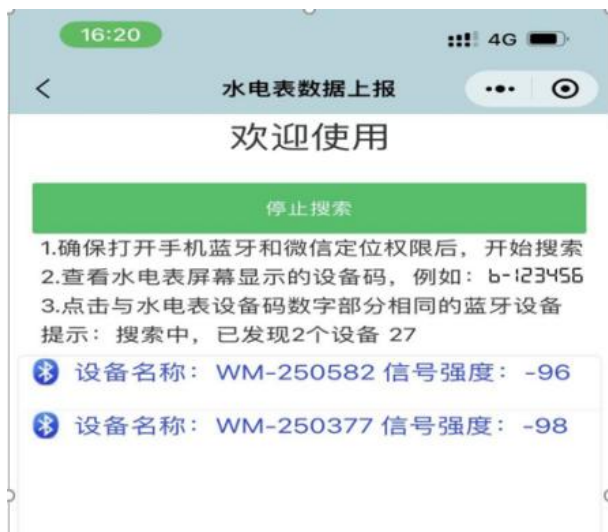 16:20
4G
水电表数据上报
欢迎使用
停止搜索
1.确保打开手机蓝牙和微信定位权限后，开始搜索
2.查看水电表屏幕显示的设备码，例如：b-123456
3.点击与水电表设备码数字部分相同的蓝牙设备
提示：搜索中，已发现2个设备 27
设备名称：WM-250582 信号强度：-96
设备名称：WM-250377 信号强度：-98